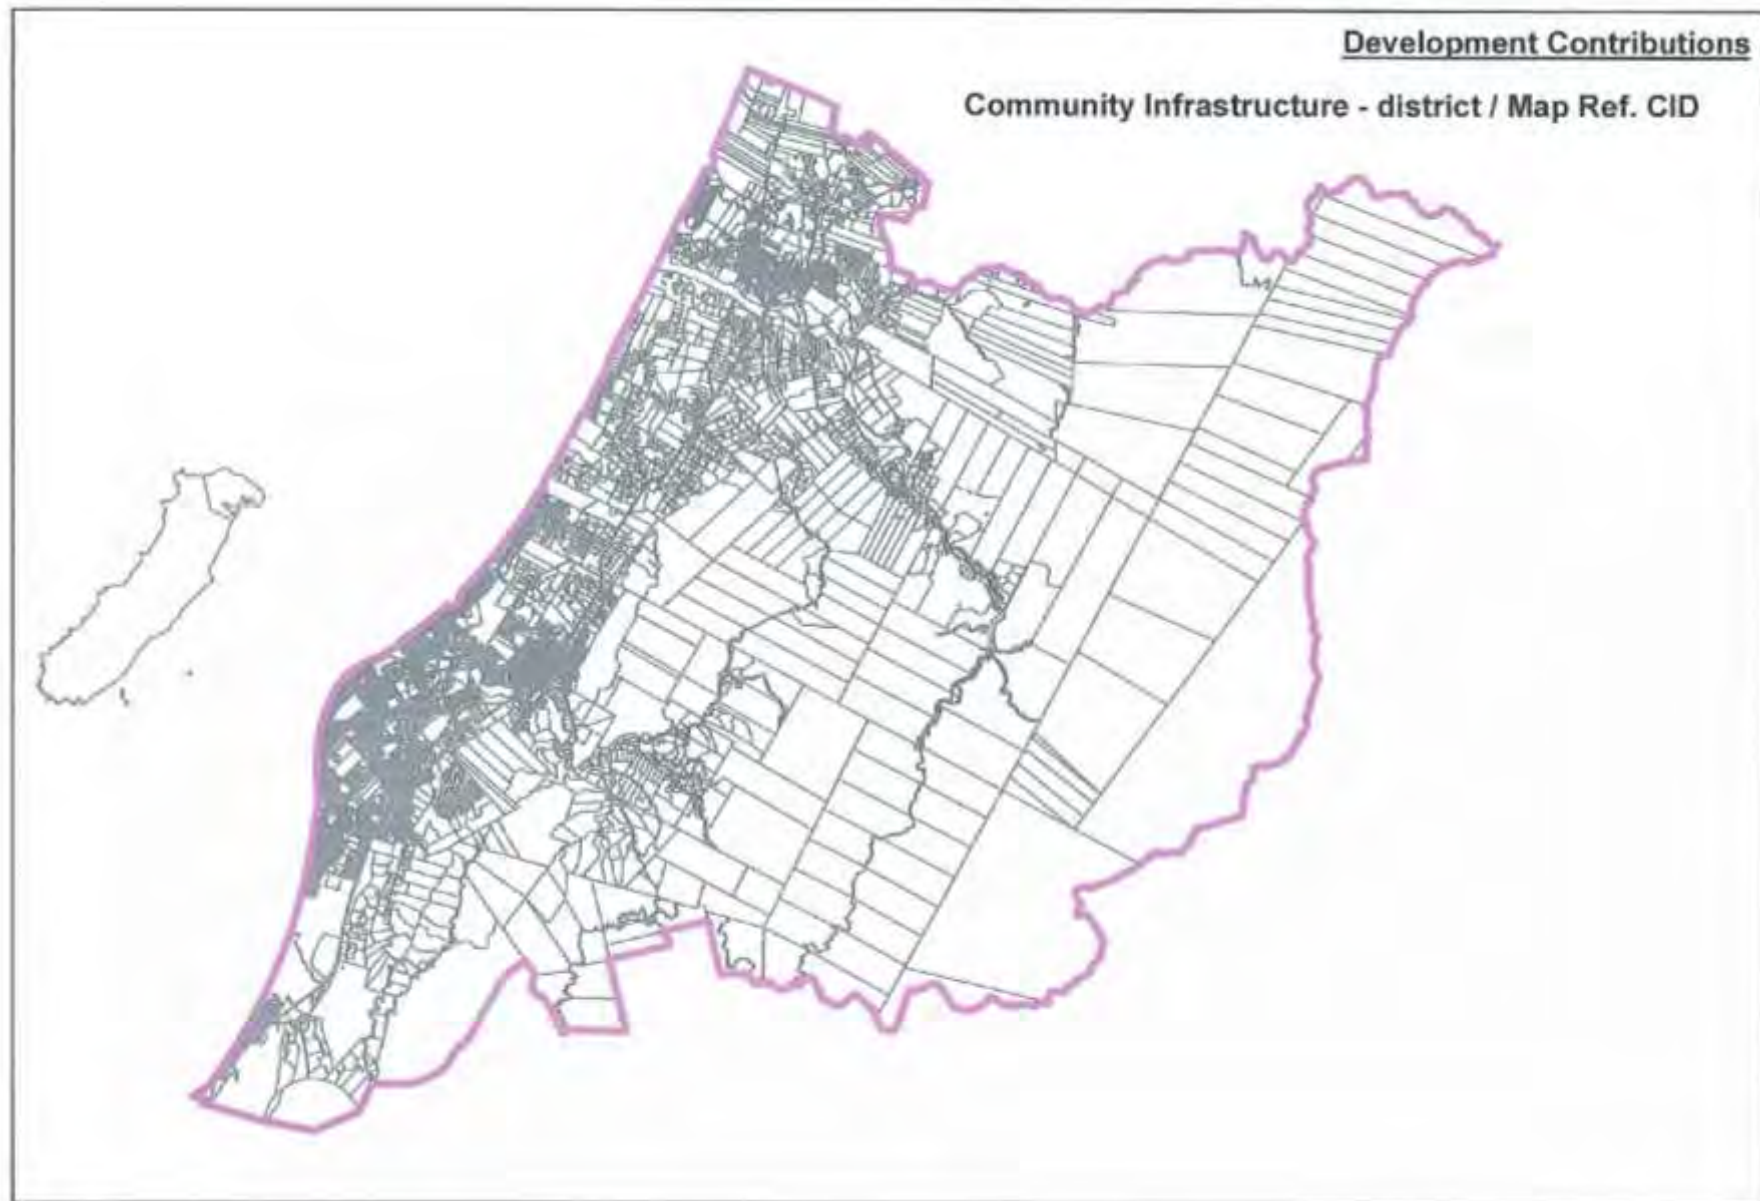 Development Contributions
Community Infrastructure - district / Map Ref. CID